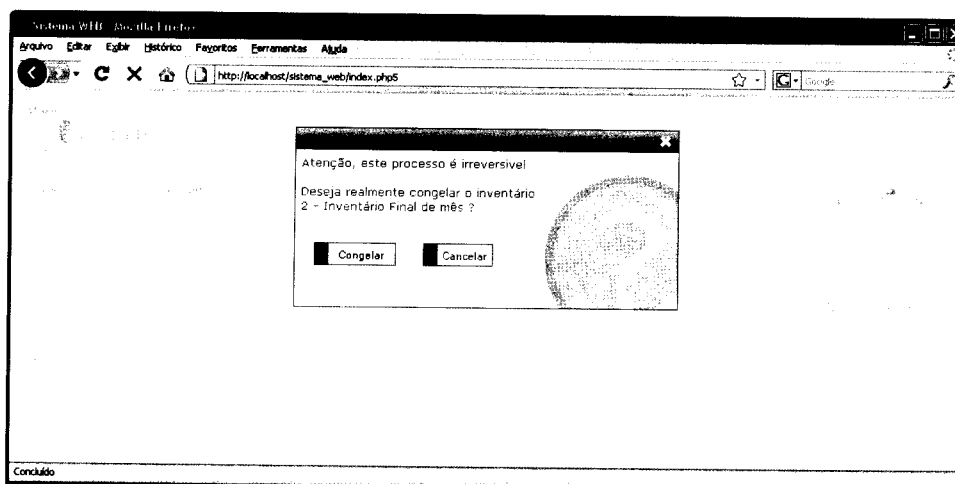 Sistema WEB - Mozilla Firefox
Arquivo Editar Exibir Histórico Favoritos Ferramentas Ajuda
http://localhost/sistema_web/index.php5
Google
Atenção, este processo é irreversivel
Deseja realmente congelar o inventário
2 - Inventário Final de mês ?
Congelar Cancelar
Concluído